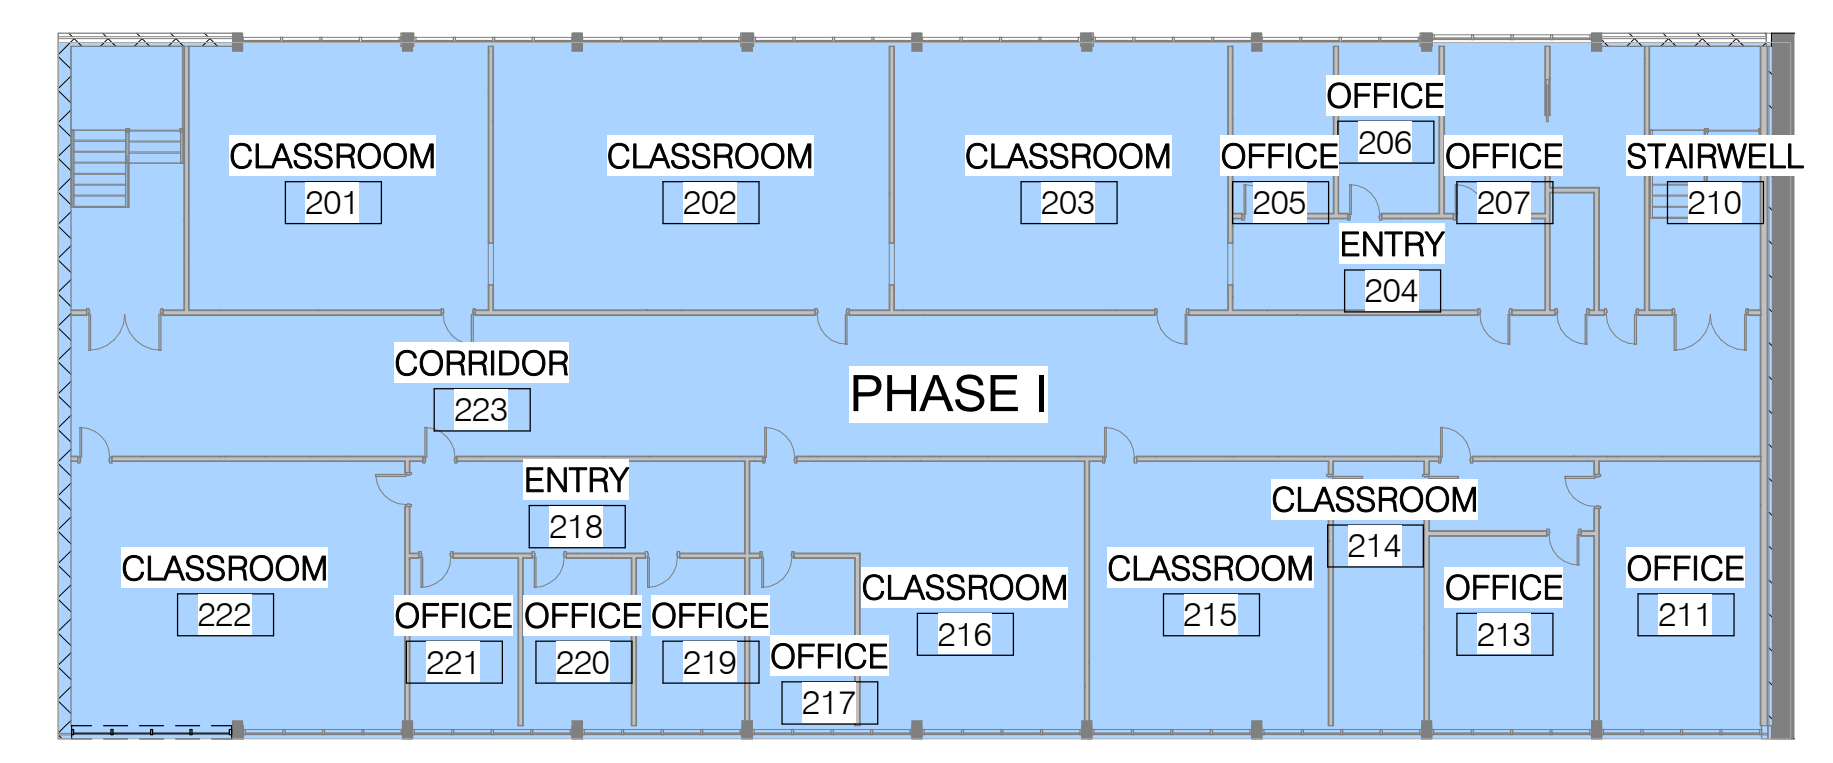 OFFICE
206
CLASSROOM
201
CLASSROOM
202
CLASSROOM
203
OFFICE
205
OFFICE
207
STAIRWELL
210
ENTRY
204
CORRIDOR
223
PHASE I
ENTRY
218
CLASSROOM
214
CLASSROOM
222
CLASSROOM
216
CLASSROOM
215
OFFICE
213
OFFICE
211
OFFICE
221
OFFICE
220
OFFICE
219
OFFICE
217